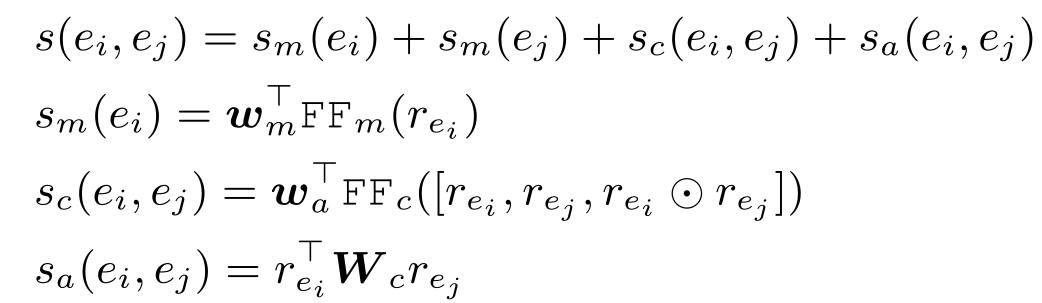 s(e_i, e_j) = s_m(e_i) + s_m(e_j) + s_c(e_i, e_j) + s_a(e_i, e_j)
s_m(e_i) = w_m^⊤ FF_m(r_{e_i})
s_c(e_i, e_j) = w_a^⊤ FF_c([r_{e_i}, r_{e_j}, r_{e_i} ⊙ r_{e_j}])
s_a(e_i, e_j) = r_{e_i}^⊤ W_c r_{e_j}